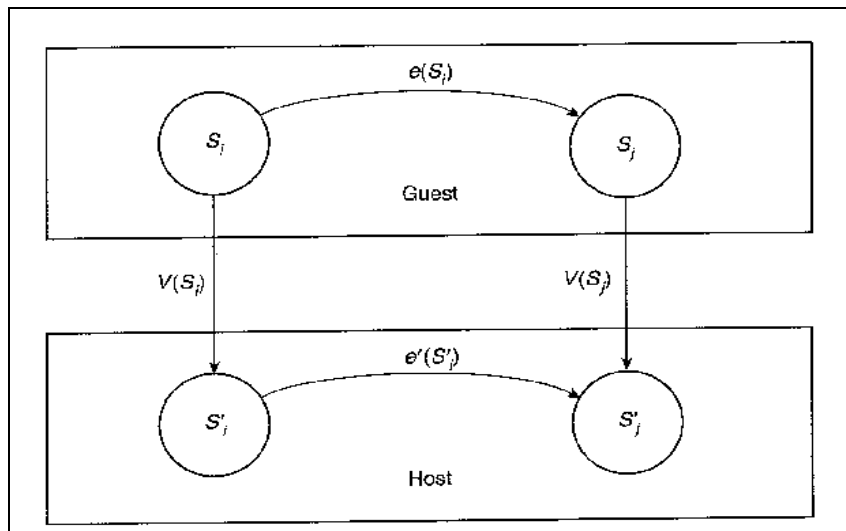 e(Sᵢ)
Sᵢ
Sⱼ
Guest
V(Sᵢ)
V(Sⱼ)
e'(S'ᵢ)
S'ᵢ
S'ⱼ
Host